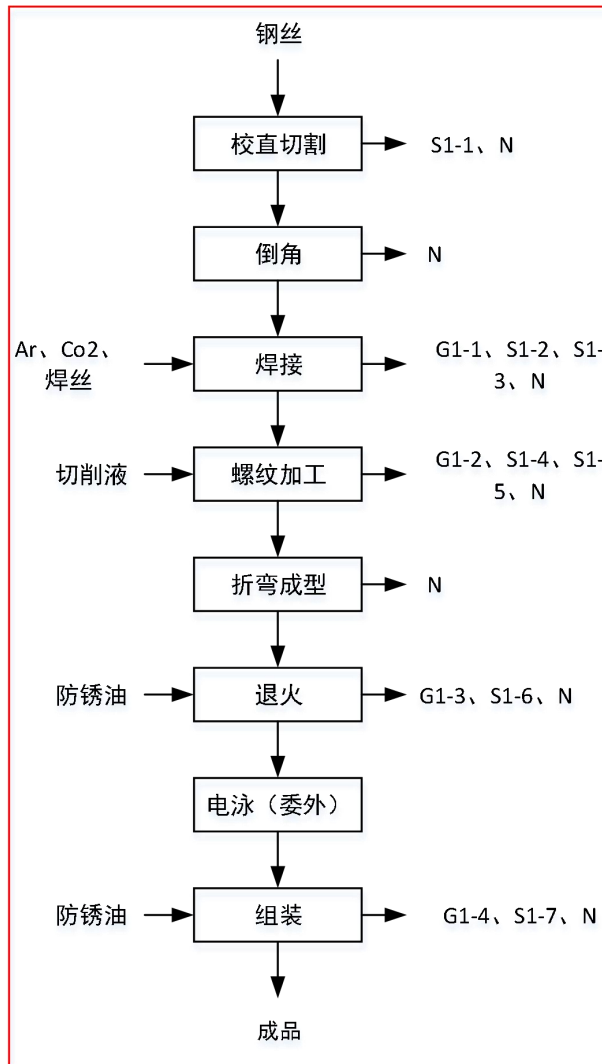 钢丝
校直切割
S1-1、N
倒角
N
Ar、Co2、
焊丝
焊接
G1-1、S1-2、S1-
3、N
切削液
螺纹加工
G1-2、S1-4、S1-
5、N
折弯成型
N
防锈油
退火
G1-3、S1-6、N
电泳（委外）
防锈油
组装
G1-4、S1-7、N
成品